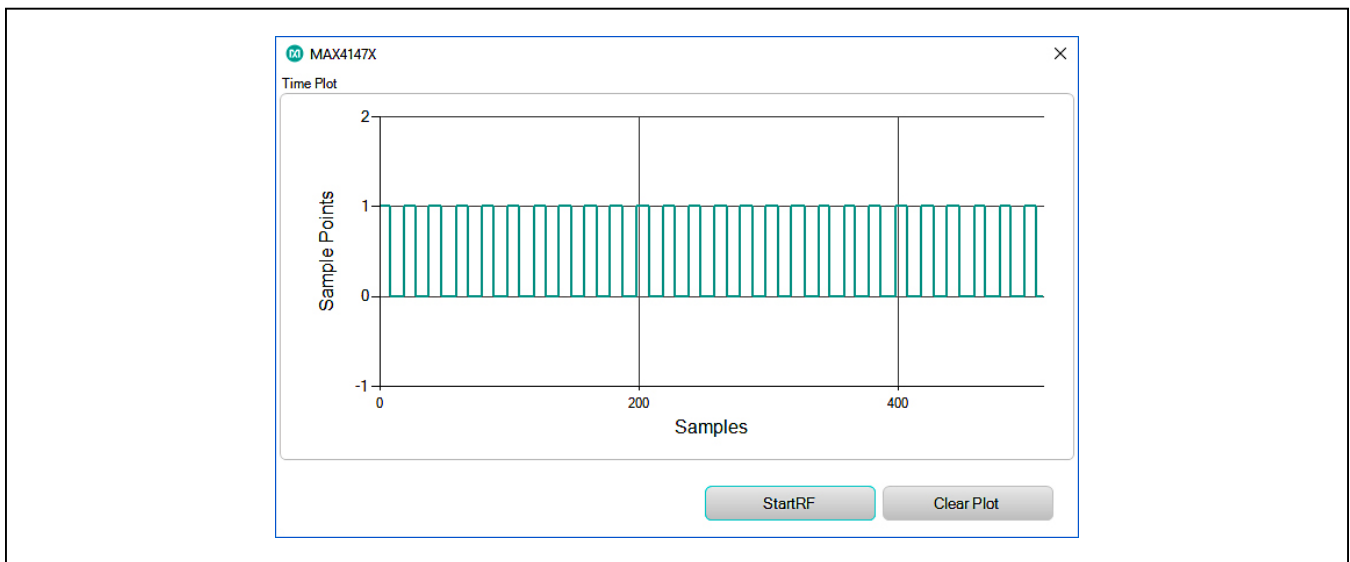 MAX4147X
Time Plot
2
1
0
-1
Sample Points
0 200 400
Samples
StartRF Clear Plot